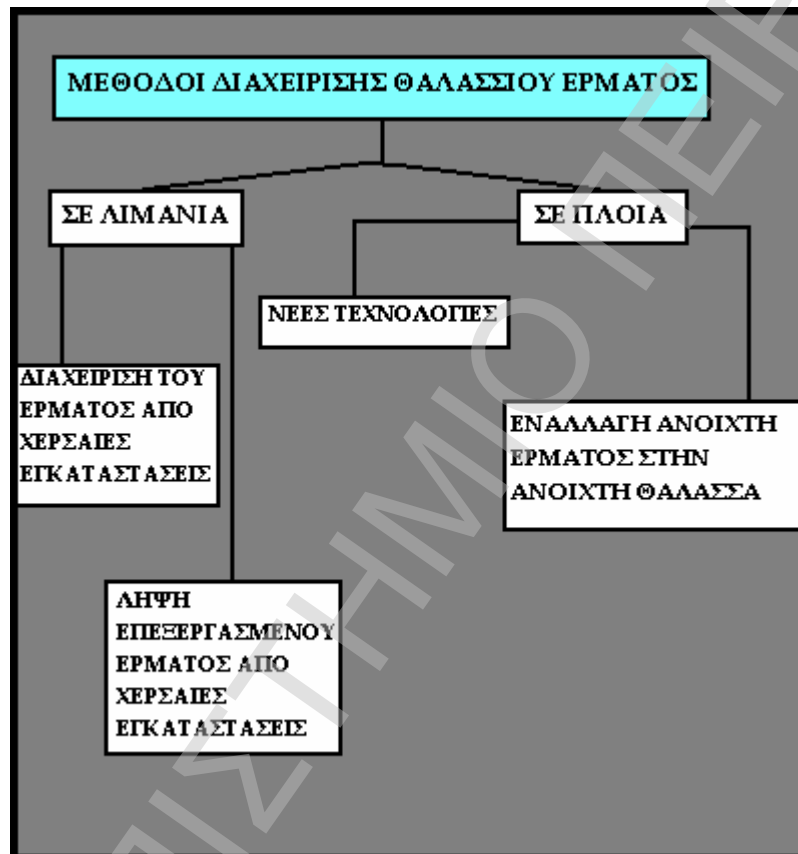 ΜΕΘΟΔΟΙ ΔΙΑΧΕΙΡΙΣΗΣ ΘΑΛΑΣΣΙΟΥ ΕΡΜΑΤΟΣ
ΣΕ ΛΙΜΑΝΙΑ
ΣΕ ΠΛΟΙΑ
ΝΕΕΣ ΤΕΧΝΟΛΟΓΙΕΣ
ΔΙΑΧΕΙΡΙΣΗ ΤΟΥ
ΕΡΜΑΤΟΣ ΑΠΟ
ΧΕΡΣΑΙΕΣ
ΕΓΚΑΤΑΣΤΑΣΕΙΣ
ΕΝΑΛΛΑΓΗ ΑΝΟΙΧΤΗ
ΕΡΜΑΤΟΣ ΣΤΗΝ
ΑΝΟΙΧΤΗ ΘΑΛΑΣΣΑ
ΛΗΨΗ
ΕΠΕΞΕΡΓΑΣΜΕΝΟΥ
ΕΡΜΑΤΟΣ ΑΠΟ
ΧΕΡΣΑΙΕΣ
ΕΓΚΑΤΑΣΤΑΣΕΙΣ